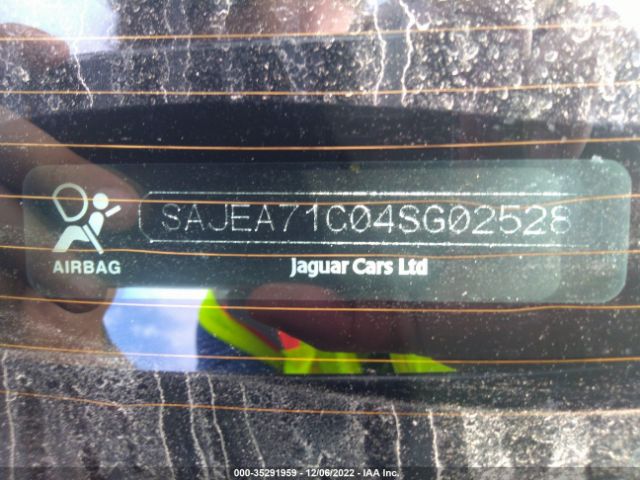 SAJEA71C04SG02528
AIRBAG
Jaguar Cars Ltd
000-35291959 - 12/06/2022 - IAA Inc.